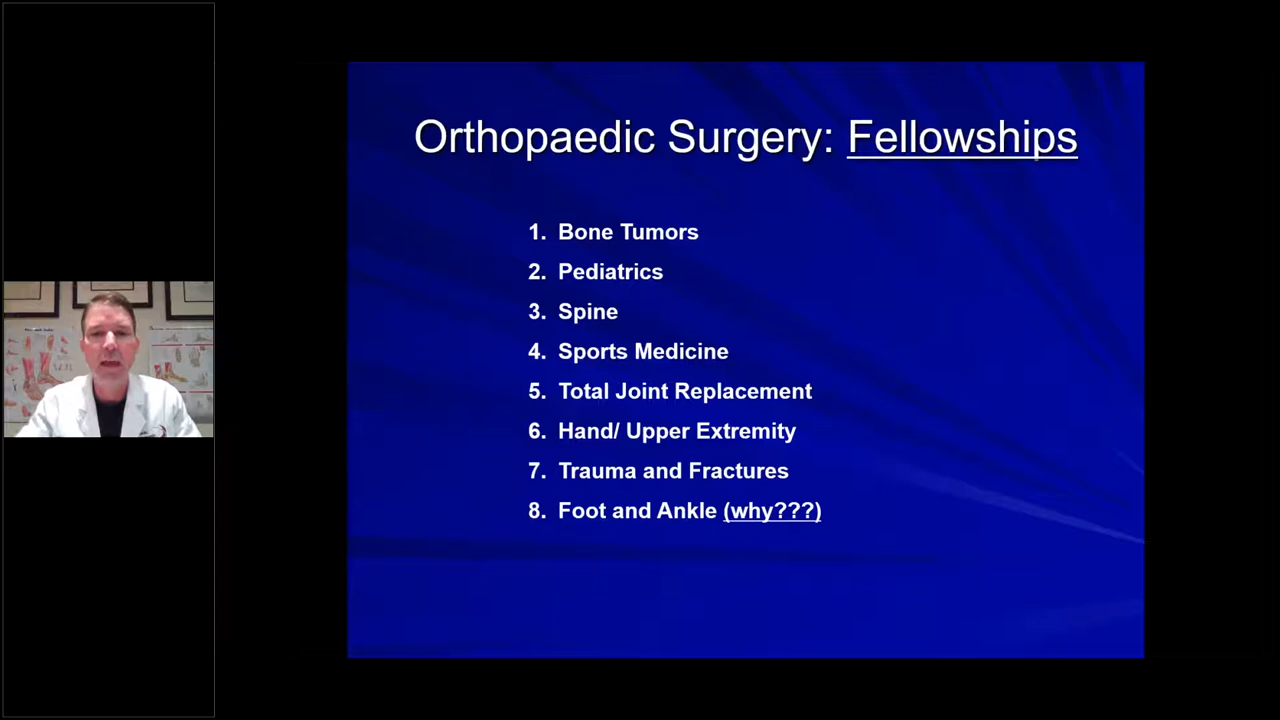 Orthopaedic Surgery: Fellowships
1. Bone Tumors
2. Pediatrics
3. Spine
4. Sports Medicine
5. Total Joint Replacement
6. Hand/ Upper Extremity
7. Trauma and Fractures
8. Foot and Ankle (why???)